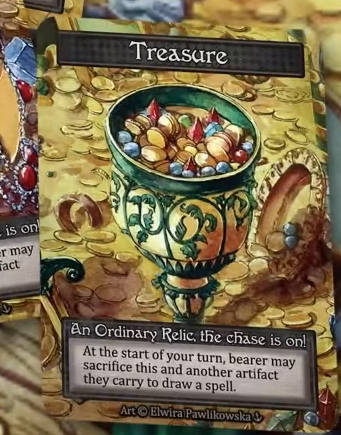 Treasure
An Ordinary Relic, the chase is on!
At the start of your turn, bearer may
sacrifice this and another artifact
they carry to draw a spell.
Art © Elwira Pawlikowska
is on!
er may
fact